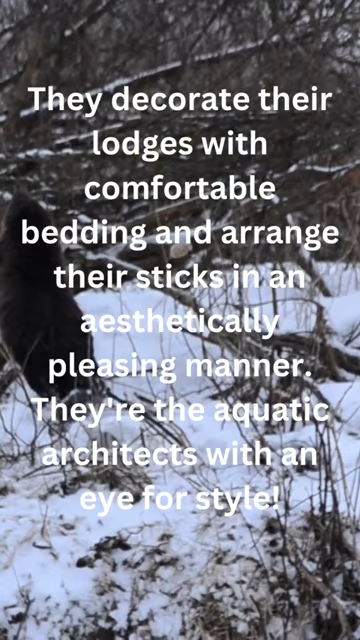 They decorate their
lodges with
comfortable
bedding and arrange
their sticks in an
aesthetically
pleasing manner.
They're the aquatic
architects with an
eye for style!